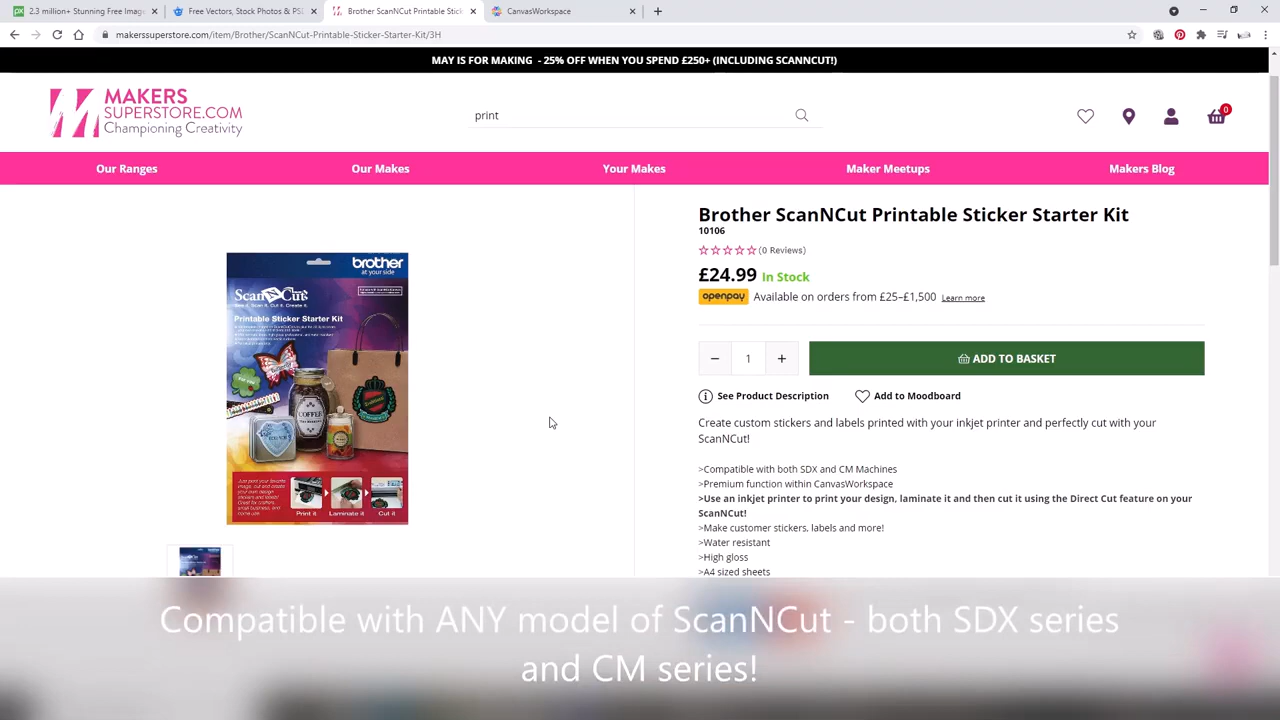 2.3 million+ Stunning Free Imag
Free Vectors, Stock Photos & PSD
Brother ScanNCut Printable Stick
CanvasWorkspace
makerssuperstore.com/item/Brother/ScanNCut-Printable-Sticker-Starter-Kit/3H
MAY IS FOR MAKING - 25% OFF WHEN YOU SPEND £250+ (INCLUDING SCANNCUT!)
MAKERS
SUPERSTORE.COM
Championing Creativity
print
0
Our Ranges
Our Makes
Your Makes
Maker Meetups
Makers Blog
brother
at your side
ScanNCut
Printable Sticker Starter Kit
COFFEE
Print it
Laminate it
Cut it
Brother ScanNCut Printable Sticker Starter Kit
10106
(0 Reviews)
£24.99 In Stock
openpay Available on orders from £25–£1,500 Learn more
− 1 +
ADD TO BASKET
See Product Description
Add to Moodboard
Create custom stickers and labels printed with your inkjet printer and perfectly cut with your
ScanNCut!
>Compatible with both SDX and CM Machines
>Premium function within CanvasWorkspace
>Use an inkjet printer to print your design, laminate it and then cut it using the Direct Cut feature on your
ScanNCut!
>Make customer stickers, labels and more!
>Water resistant
>High gloss
>A4 sized sheets
Compatible with ANY model of ScanNCut - both SDX series
and CM series!